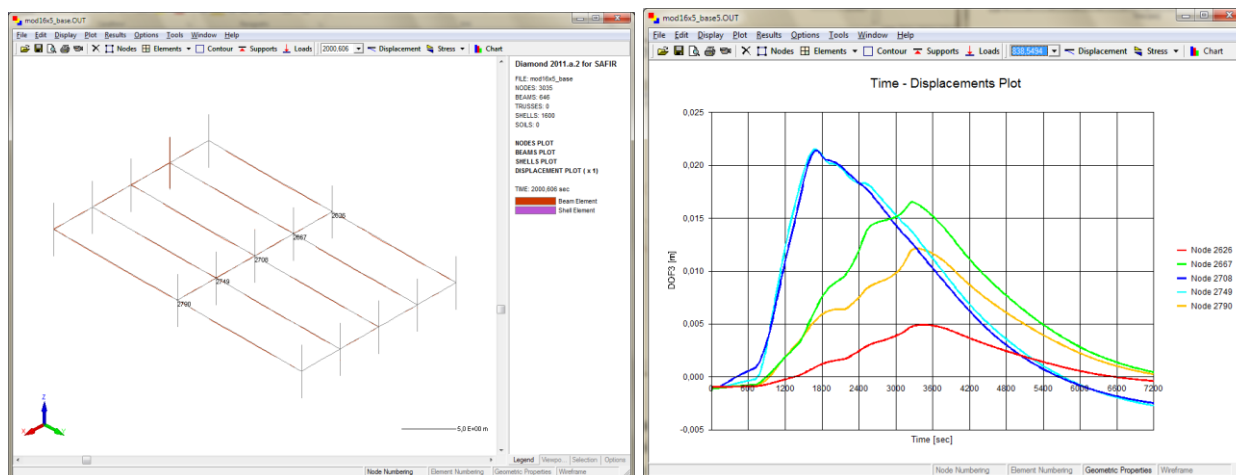 mod16x5_base.OUT
File Edit Display Plot Results Options Tools Window Help
Nodes Elements Contour Supports Loads 2000,606 Displacement Stress Chart
Diamond 2011.a.2 for SAFIR
FILE: mod16x5_base
NODES: 3035
BEAMS: 646
TRUSSES: 0
SHELLS: 1600
SOILS: 0
NODES PLOT
BEAMS PLOT
SHELLS PLOT
DISPLACEMENT PLOT ( x 1)
TIME: 2000,606 sec
Beam Element
Shell Element
2626
2667
2708
2749
2790
Z
X
Y
5,0 E+00 m
Legend Viewpo... Selection Options
Node Numbering Element Numbering Geometric Properties Wireframe
mod16x5_base5.OUT
File Edit Display Plot Results Options Tools Window Help
Nodes Elements Contour Supports Loads 838.5494 Displacement Stress Chart
Time - Displacements Plot
0,025
0,020
0,015
0,010
0,005
0,000
-0,005
DOF3 [m]
0 600 1200 1800 2400 3000 3600 4200 4800 5400 6000 6600 7200
Time [sec]
Node 2626
Node 2667
Node 2708
Node 2749
Node 2790
Node Numbering Element Numbering Geometric Properties Wireframe